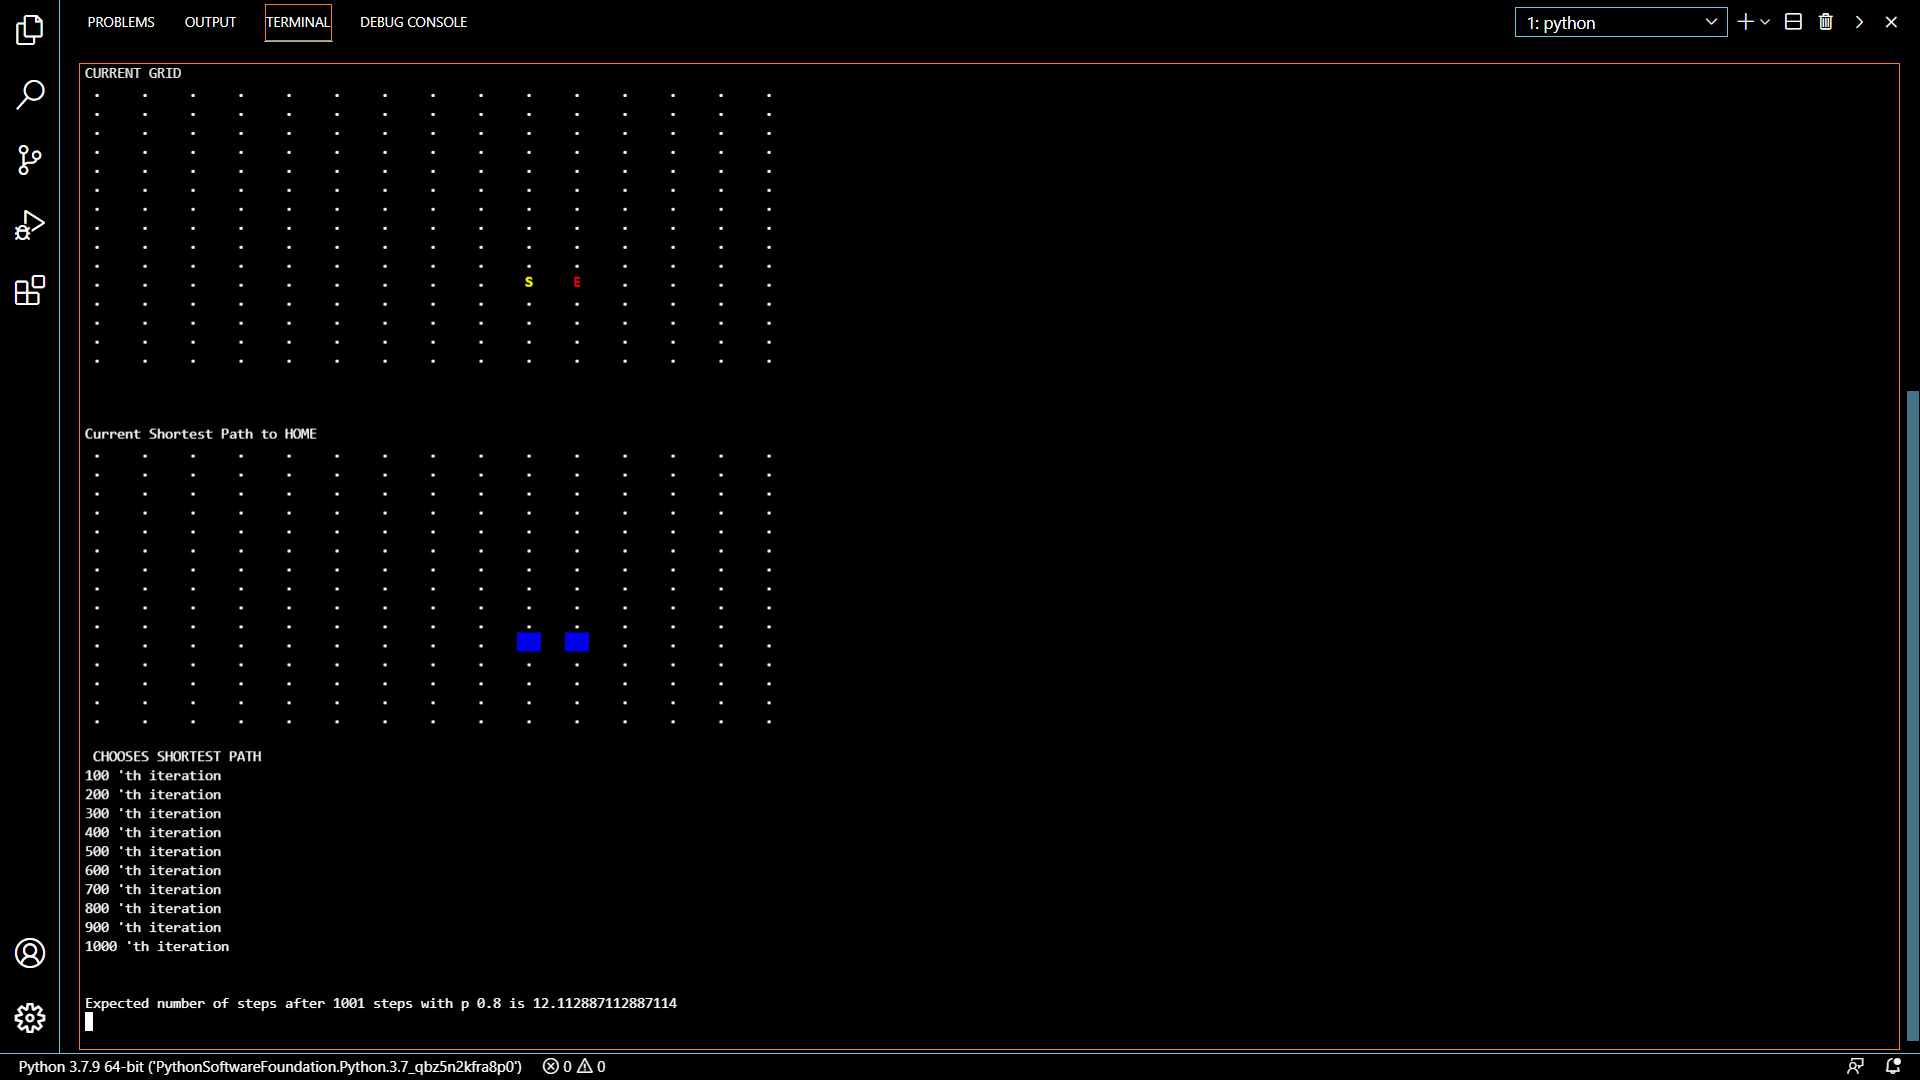 PROBLEMS OUTPUT TERMINAL DEBUG CONSOLE 1: python
CURRENT GRID
. . . . . . . . . . . . . . .
. . . . . . . . . . . . . . .
. . . . . . . . . . . . . . .
. . . . . . . . . . . . . . .
. . . . . . . . . . . . . . .
. . . . . . . . . . . . . . .
. . . . . . . . . . . . . . .
. . . . . . . . . . . . . . .
. . . . . . . . . . . . . . .
. . . . . . . . . . . . . . .
. . . . . . . . . S E . . . .
. . . . . . . . . . . . . . .
. . . . . . . . . . . . . . .
. . . . . . . . . . . . . . .
. . . . . . . . . . . . . . .
Current Shortest Path to HOME
. . . . . . . . . . . . . . .
. . . . . . . . . . . . . . .
. . . . . . . . . . . . . . .
. . . . . . . . . . . . . . .
. . . . . . . . . . . . . . .
. . . . . . . . . . . . . . .
. . . . . . . . . . . . . . .
. . . . . . . . . . . . . . .
. . . . . . . . . . . . . . .
. . . . . . . . . . . . . . .
. . . . . . . . . . . . .
. . . . . . . . . . . . . . .
. . . . . . . . . . . . . . .
. . . . . . . . . . . . . . .
. . . . . . . . . . . . . . .
CHOOSES SHORTEST PATH
100 'th iteration
200 'th iteration
300 'th iteration
400 'th iteration
500 'th iteration
600 'th iteration
700 'th iteration
800 'th iteration
900 'th iteration
1000 'th iteration
Expected number of steps after 1001 steps with p 0.8 is 12.112887112887114
Python 3.7.9 64-bit ('PythonSoftwareFoundation.Python.3.7_qbz5n2kfra8p0') 0 0